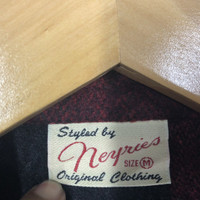 Styled by
Neyries
SIZE M
Original Clothing